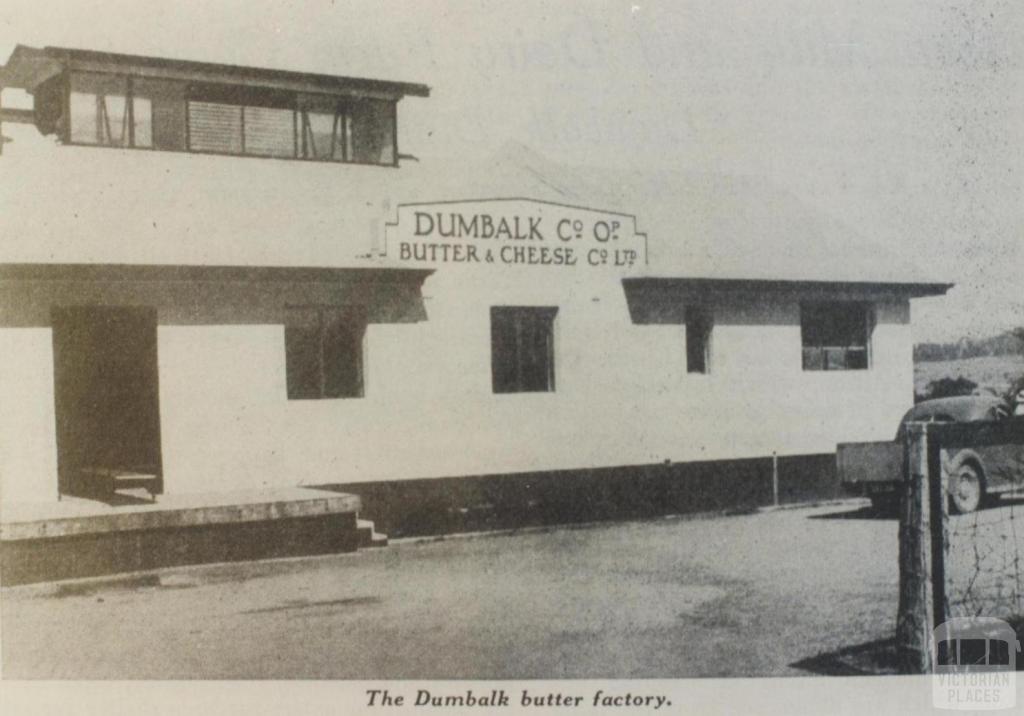 DUMBALK Cº Oᴾ
BUTTER & CHEESE Cº Lᵀᴰ
The Dumbalk butter factory.
VICTORIAN
PLACES